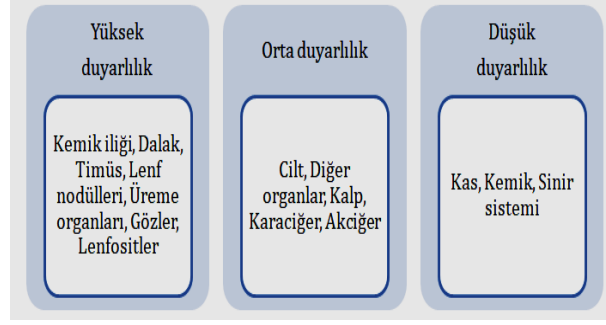 Yüksek
duyarlılık
Kemik iliği, Dalak,
Timüs, Lenf
nodülleri, Üreme
organları, Gözler,
Lenfositler
Orta duyarlılık
Cilt, Diğer
organlar, Kalp,
Karaciğer, Akciğer
Düşük
duyarlılık
Kas, Kemik, Sinir
sistemi